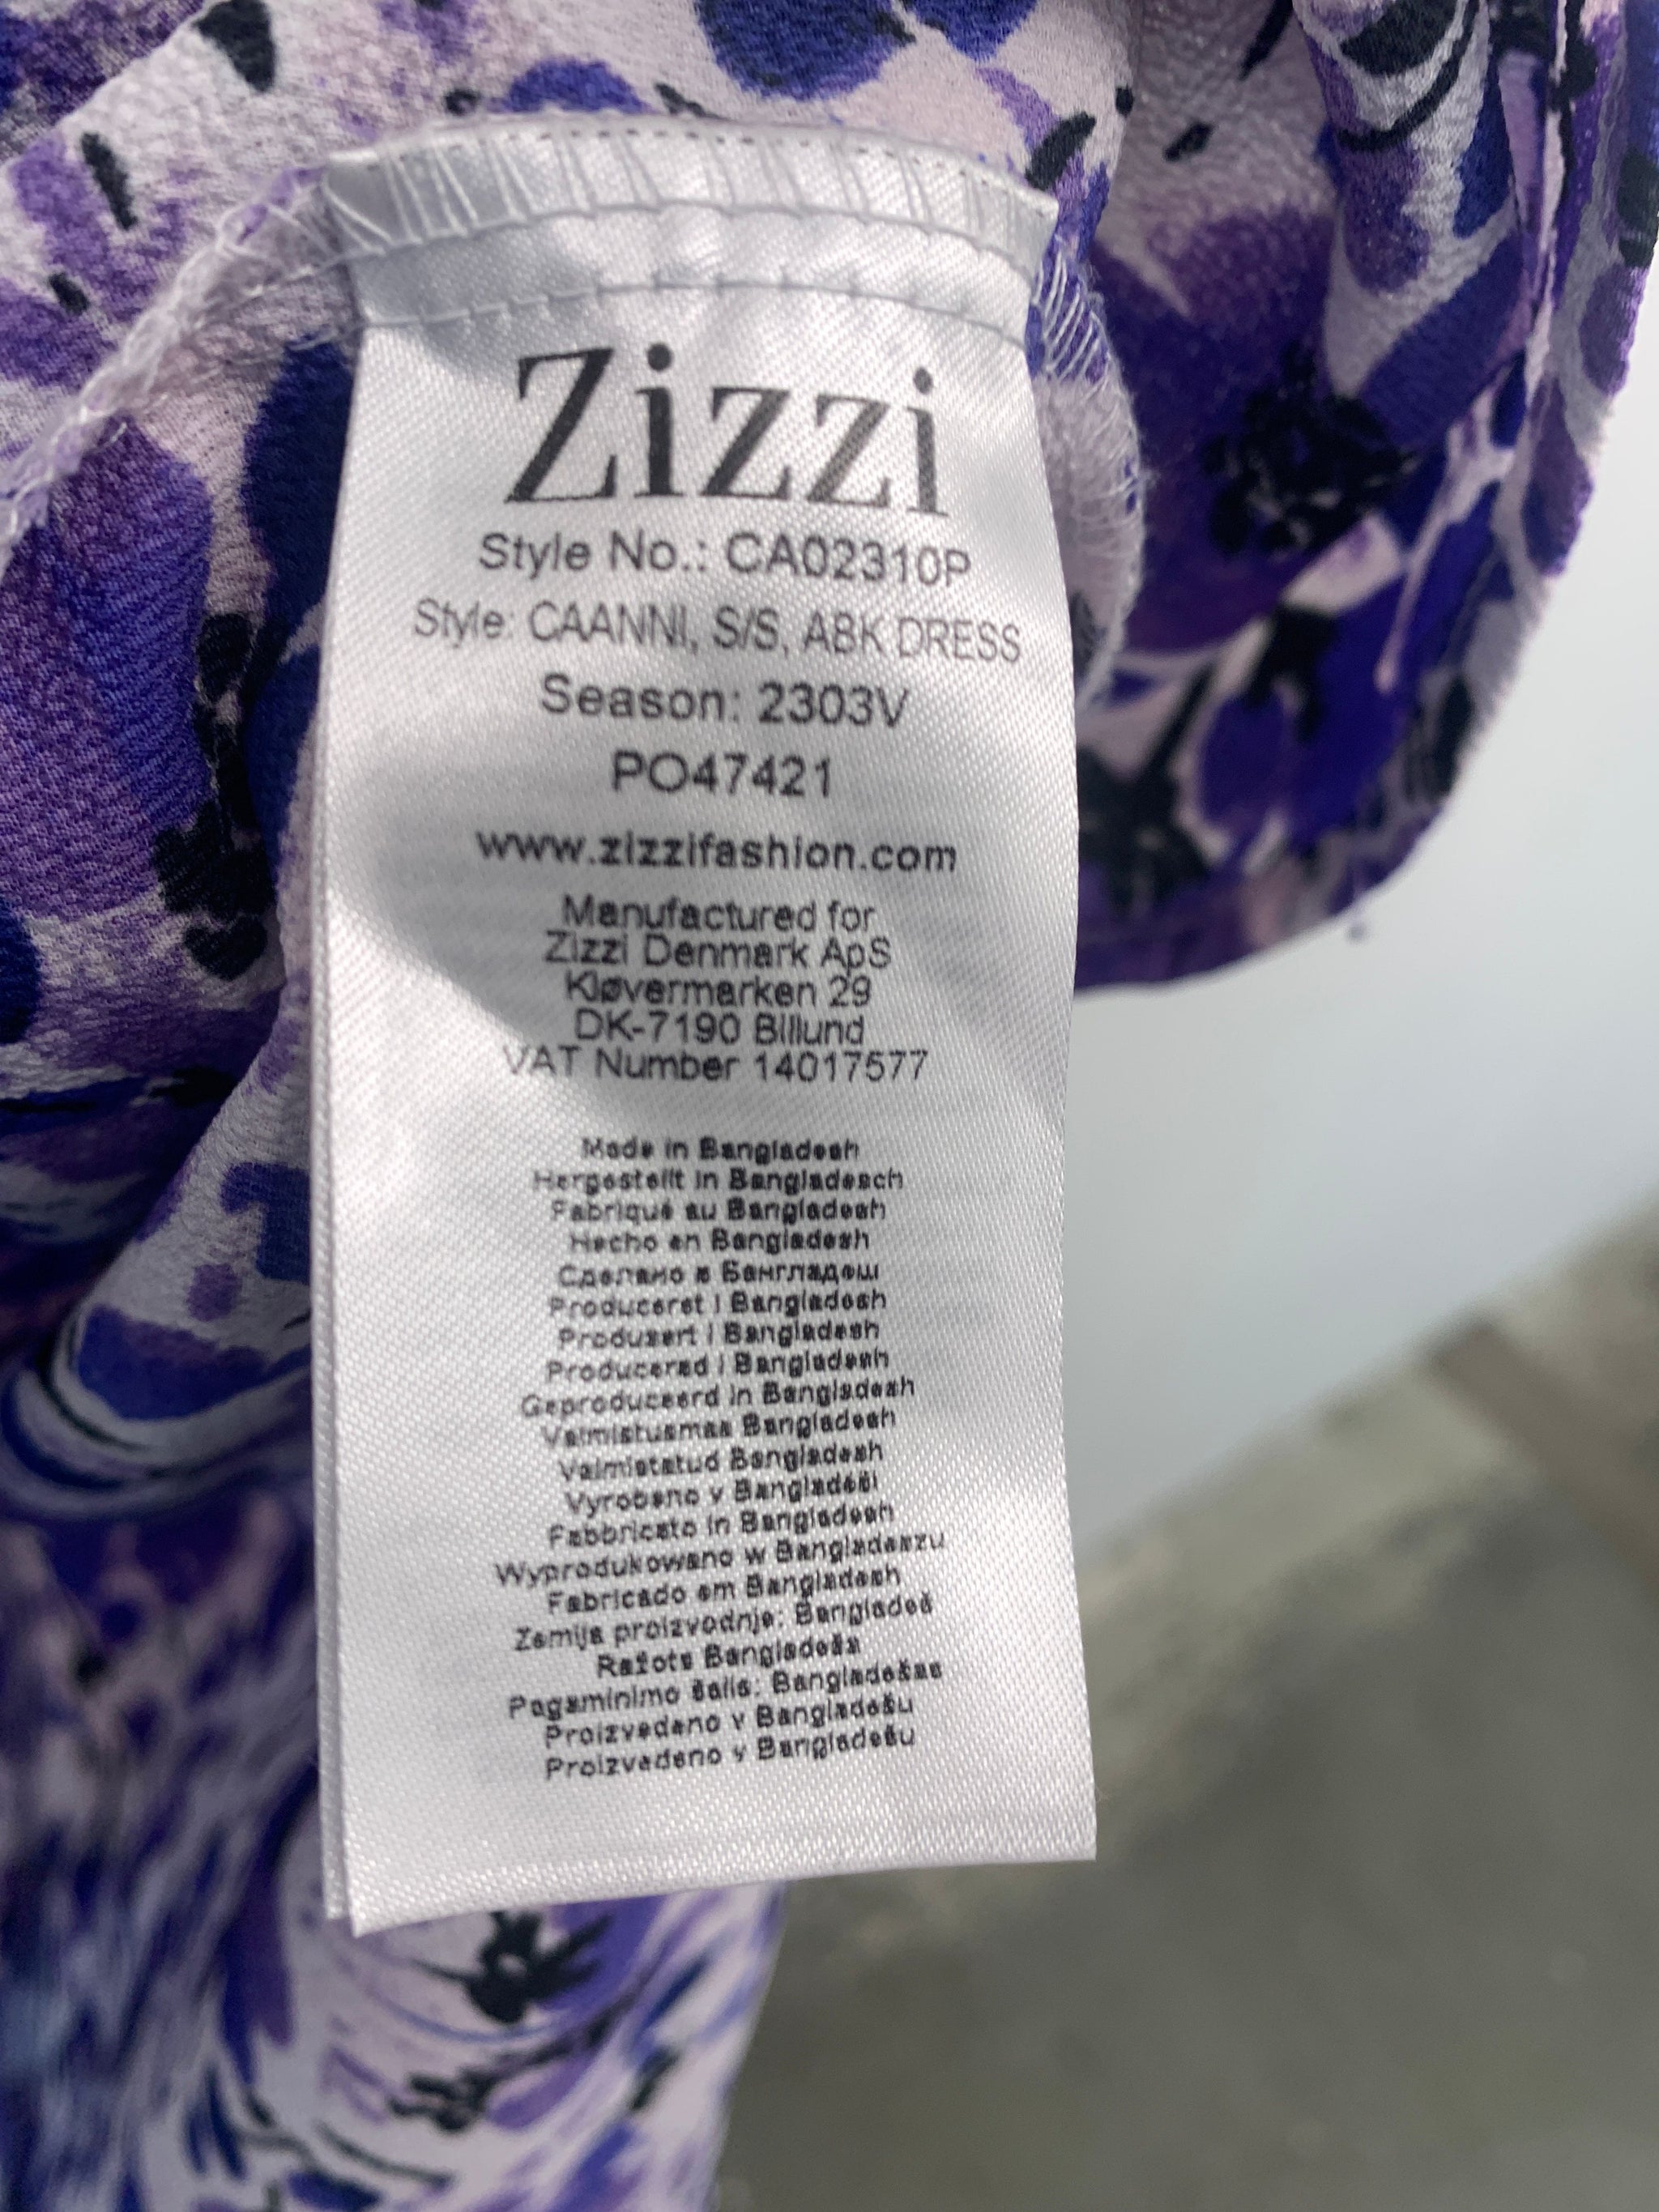 Zizzi
Style No.: CA02310P
Style: CAANNI, S/S, ABK DRESS
Season: 2303V
PO47421
www.zizzifashion.com
Manufactured for
Zizzi Denmark ApS
Kløvermarken 29
DK-7190 Billund
VAT Number 14017577
Made in Bangladesh
Hergestellt in Bangladesch
Fabriqué au Bangladesh
Hecho en Bangladesh
Сделано в Бангладеш
Produceret i Bangladesh
Produsert i Bangladesh
Producerad i Bangladesh
Geproduceerd in Bangladesh
Valmistusmaa Bangladesh
Valmistatud Bangladesh
Vyrobeno v Bangladéši
Fabbricato in Bangladesh
Wyprodukowano w Bangladeszu
Fabricado em Bangladesh
Zemlja proizvodnje: Bangladeš
Ražots Bangladeša
Pagaminimo šalis: Bangladešas
Proizvedeno v Bangladešu
Proizvedeno v Bangladešu